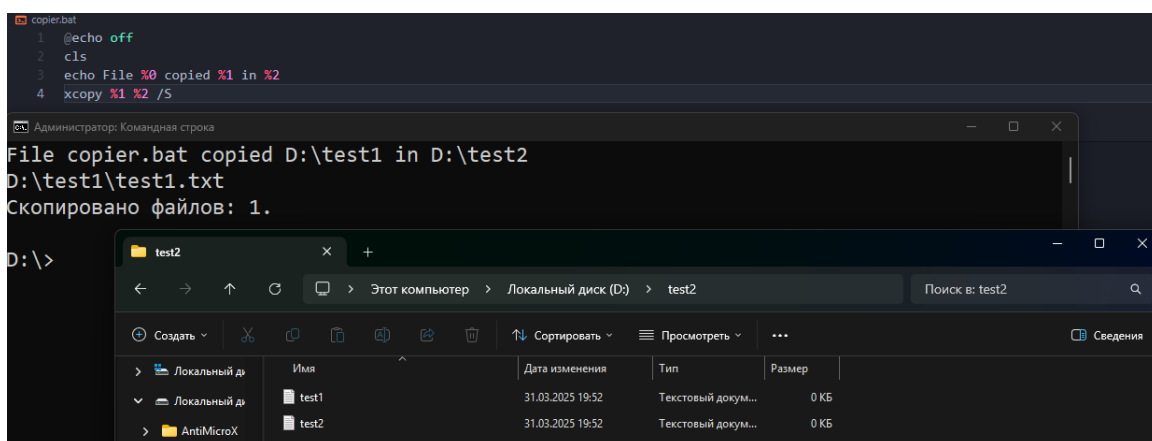 copier.bat
1 @echo off
2 cls
3 echo File %0 copied %1 in %2
4 xcopy %1 %2 /S
Администратор: Командная строка
File copier.bat copied D:\test1 in D:\test2
D:\test1\test1.txt
Скопировано файлов: 1.
D:\>
test2
Этот компьютер > Локальный диск (D:) > test2
Поиск в: test2
Создать
Сортировать
Просмотреть
Сведения
Имя Дата изменения Тип Размер
Локальный ди
Локальный ди
AntiMicroX
test1 31.03.2025 19:52 Текстовый докум... 0 КБ
test2 31.03.2025 19:52 Текстовый докум... 0 КБ